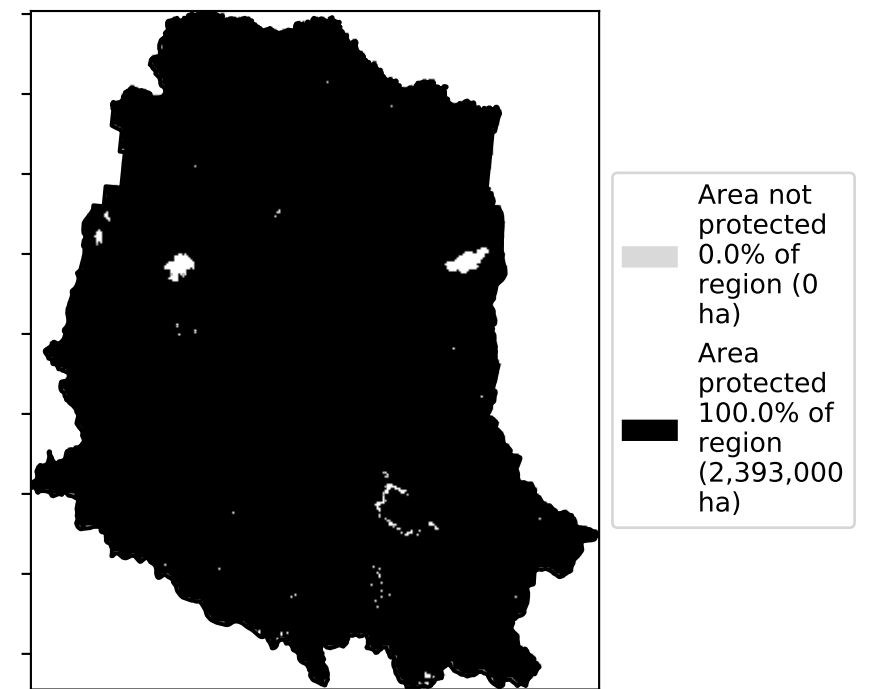 Area not
protected
0.0% of
region (0
ha)
Area
protected
100.0% of
region
(2,393,000
ha)